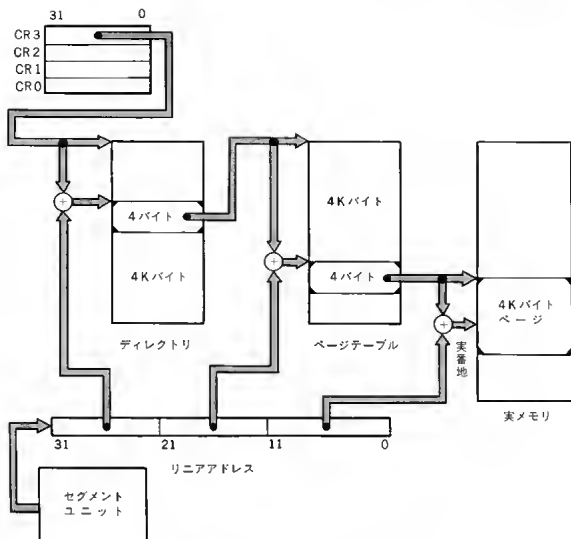 31 0
CR3
CR2
CR1
CR0
4バイト
4Kバイト
ディレクトリ
4Kバイト
4バイト
ページテーブル
4Kバイト
ページ
実番地
実メモリ
31 21 11 0
リニアアドレス
セグメント
ユニット